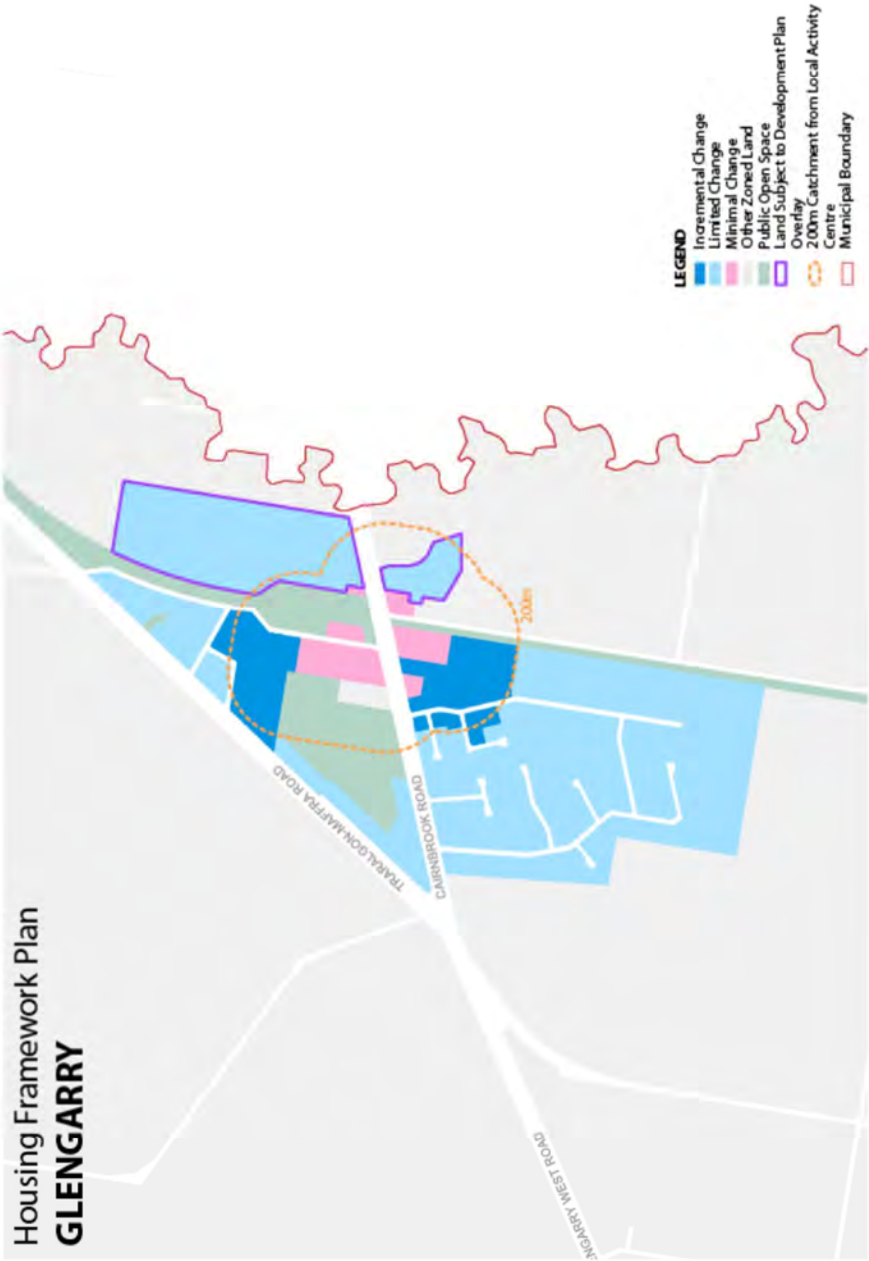 Housing Framework Plan
GLENGARRY
TRARALGON-MAFFRA ROAD
CAIRNBROOK ROAD
NGARRY WEST ROAD
200m
LEGEND
Incremental Change
Limited Change
Minimal Change
Other Zoned Land
Public Open Space
Land Subject to Development Plan
Overlay
200m Catchment from Local Activity
Centre
Municipal Boundary